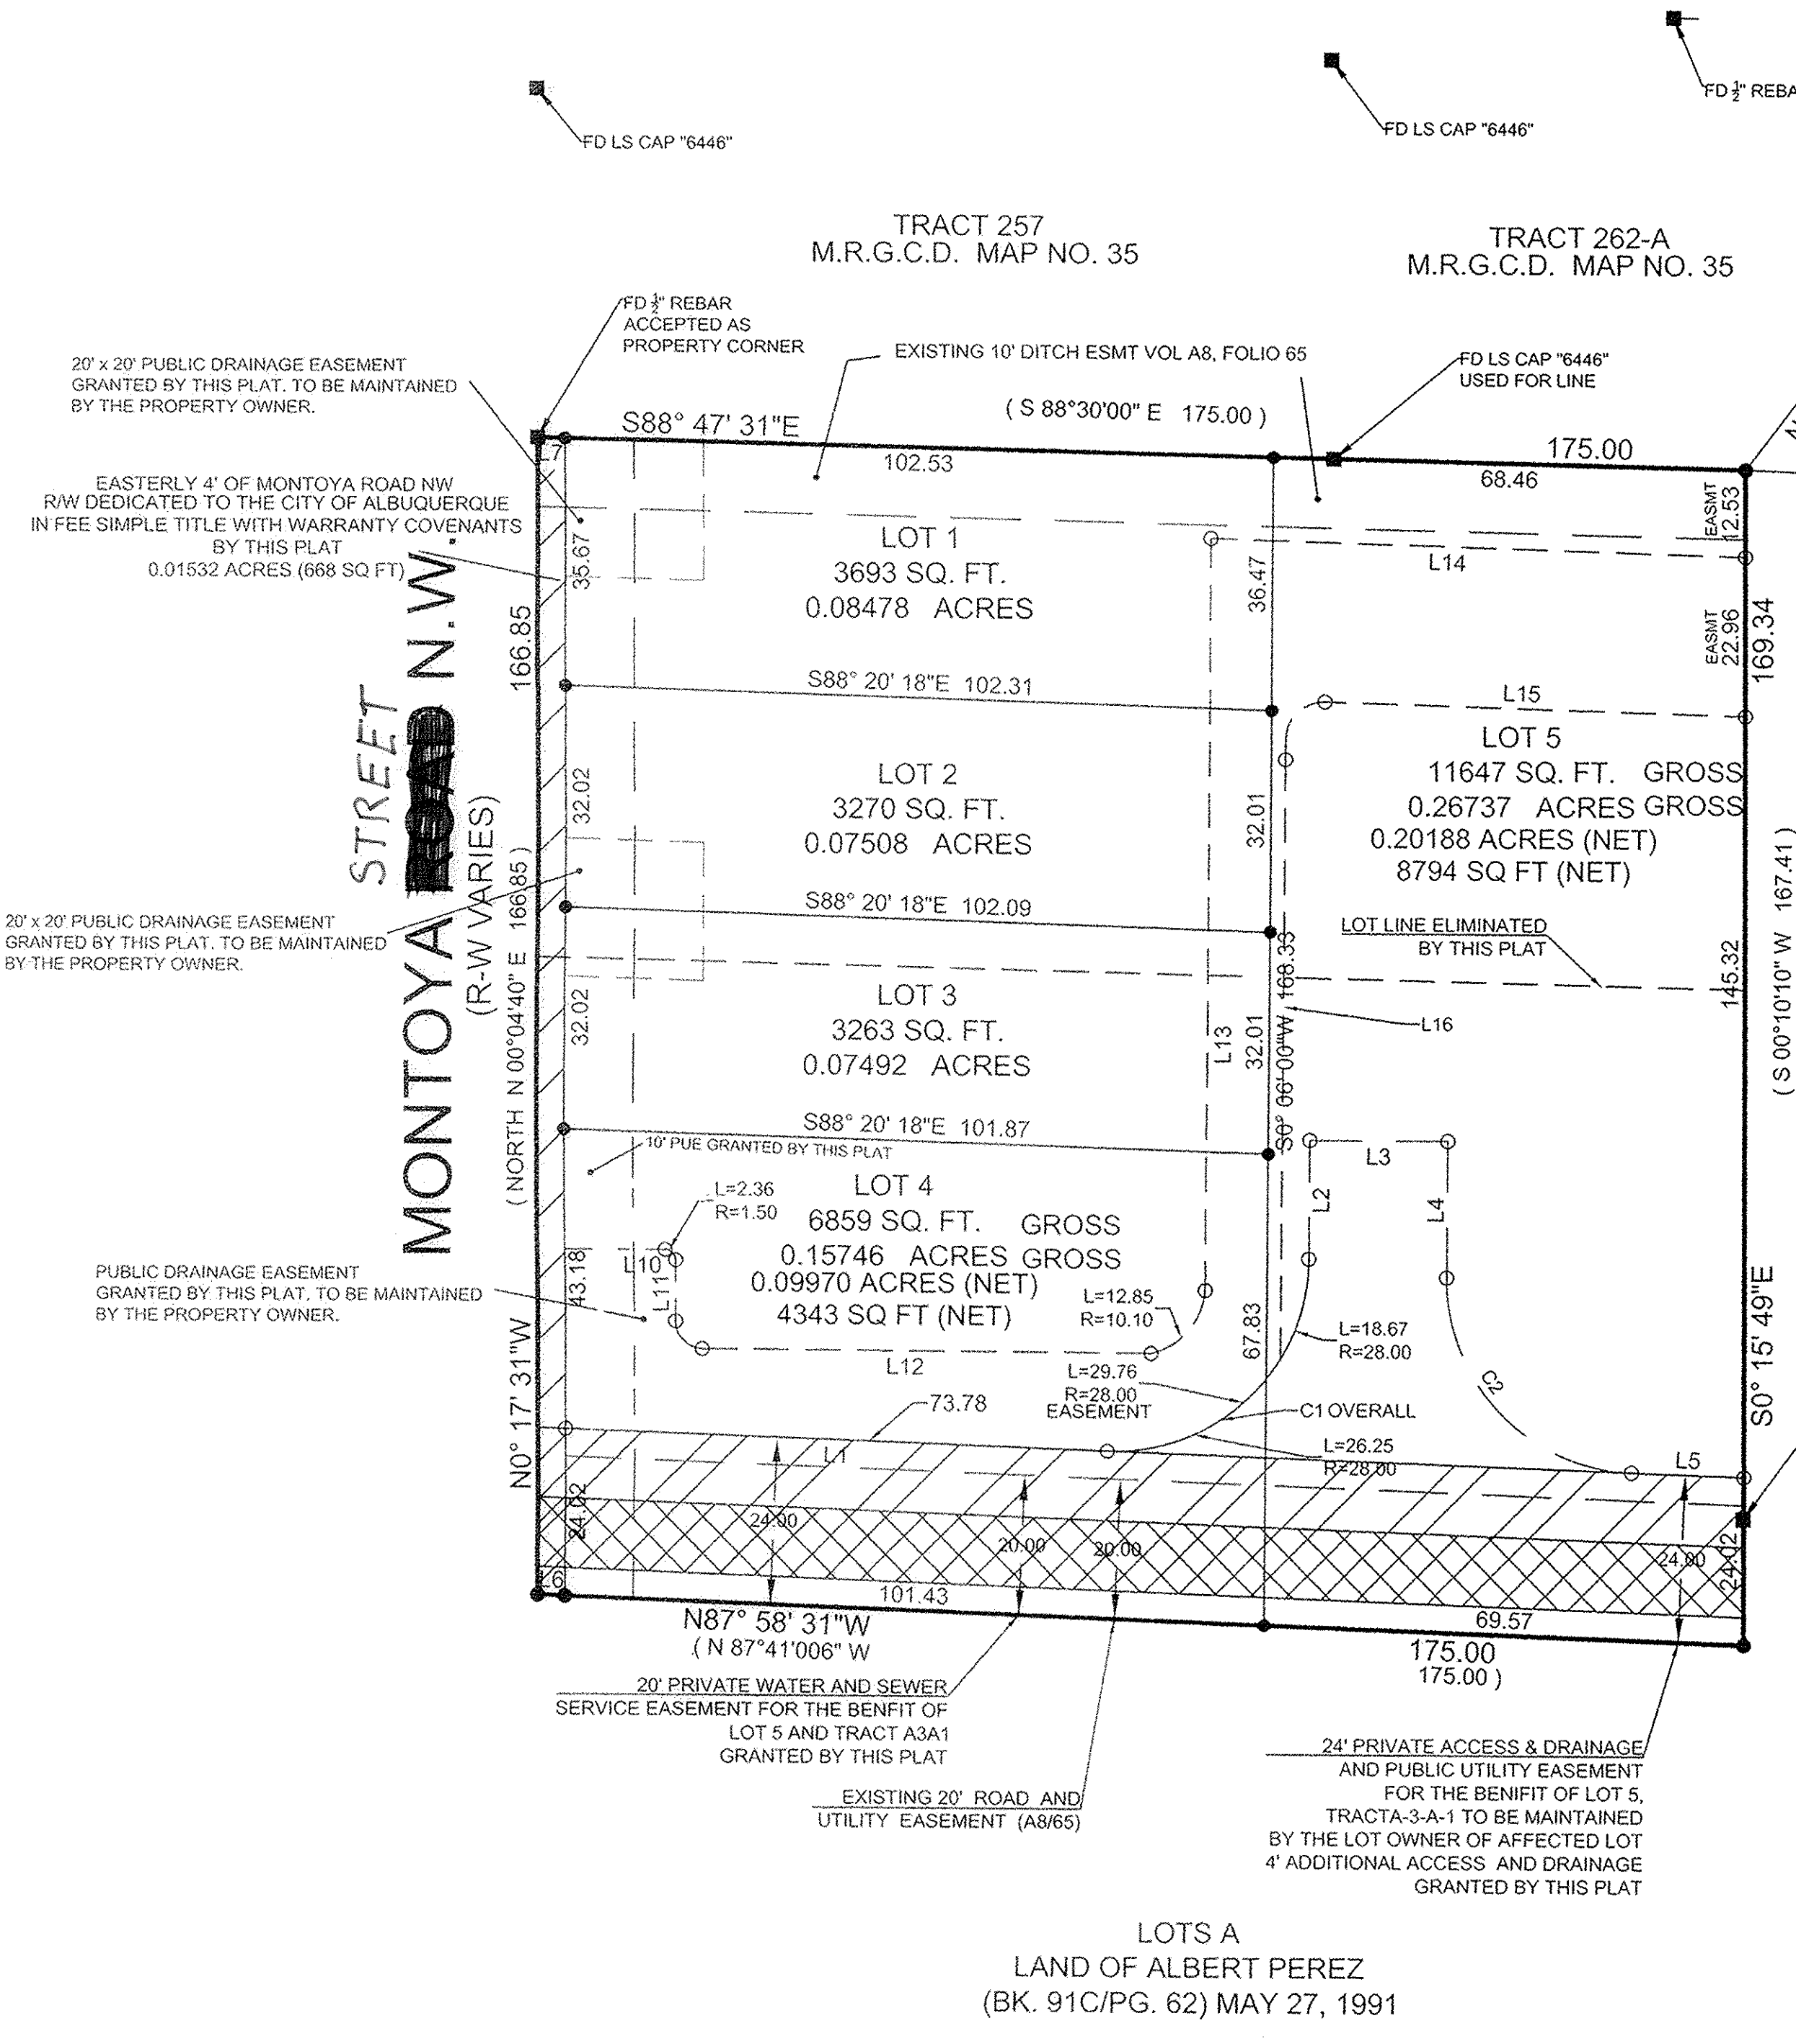 FD ½" REBA
FD LS CAP "6446"
FD LS CAP "6446"
TRACT 257
M.R.G.C.D. MAP NO. 35
TRACT 262-A
M.R.G.C.D. MAP NO. 35
FD ½" REBAR
ACCEPTED AS
PROPERTY CORNER
20' x 20' PUBLIC DRAINAGE EASEMENT
GRANTED BY THIS PLAT. TO BE MAINTAINED
BY THE PROPERTY OWNER.
EXISTING 10' DITCH ESMT VOL A8, FOLIO 65
FD LS CAP "6446"
USED FOR LINE
S88° 47' 31"E
( S 88°30'00" E 175.00 )
175.00
L7
102.53
68.46
EASTERLY 4' OF MONTOYA ROAD NW
R/W DEDICATED TO THE CITY OF ALBUQUERQUE
IN FEE SIMPLE TITLE WITH WARRANTY COVENANTS
BY THIS PLAT
0.01532 ACRES (668 SQ FT)
EASMT
12.53
35.67
LOT 1
3693 SQ. FT.
0.08478 ACRES
36.47
L14
EASMT
22.96
169.34
166.85
S88° 20' 18"E 102.31
L15
MONTOYA ROAD N.W.
STREET
(R-W VARIES)
( NORTH N 00°04'40" E 166.85 )
32.02
LOT 2
3270 SQ. FT.
0.07508 ACRES
32.01
LOT 5
11647 SQ. FT. GROSS
0.26737 ACRES GROSS
0.20188 ACRES (NET)
8794 SQ FT (NET)
( S 00°10'10" W 167.41 )
20' x 20' PUBLIC DRAINAGE EASEMENT
GRANTED BY THIS PLAT. TO BE MAINTAINED
BY THE PROPERTY OWNER.
S88° 20' 18"E 102.09
LOT LINE ELIMINATED
BY THIS PLAT
145.32
32.02
LOT 3
3263 SQ. FT.
0.07492 ACRES
L13
32.01
S0° 06' 00"W 168.33
L16
S88° 20' 18"E 101.87
10' PUE GRANTED BY THIS PLAT
L3
LOT 4
6859 SQ. FT. GROSS
0.15746 ACRES GROSS
0.09970 ACRES (NET)
4343 SQ FT (NET)
L=2.36
R=1.50
L2
L4
L10
L11
43.18
PUBLIC DRAINAGE EASEMENT
GRANTED BY THIS PLAT. TO BE MAINTAINED
BY THE PROPERTY OWNER.
L=12.85
R=10.10
67.83
L=18.67
R=28.00
S0° 15' 49"E
N0° 17' 31"W
L12
L=29.76
R=28.00
EASEMENT
C2
73.78
C1 OVERALL
L1
L=26.25
R=28.00
L5
24.02
24.00
20.00
20.00
24.00
24.02
L6
101.43
69.57
N87° 58' 31"W
( N 87°41'006" W
175.00
175.00 )
20' PRIVATE WATER AND SEWER
SERVICE EASEMENT FOR THE BENFIT OF
LOT 5 AND TRACT A3A1
GRANTED BY THIS PLAT
EXISTING 20' ROAD AND
UTILITY EASEMENT (A8/65)
24' PRIVATE ACCESS & DRAINAGE
AND PUBLIC UTILITY EASEMENT
FOR THE BENIFIT OF LOT 5,
TRACTA-3-A-1 TO BE MAINTAINED
BY THE LOT OWNER OF AFFECTED LOT
4' ADDITIONAL ACCESS AND DRAINAGE
GRANTED BY THIS PLAT
LOTS A
LAND OF ALBERT PEREZ
(BK. 91C/PG. 62) MAY 27, 1991